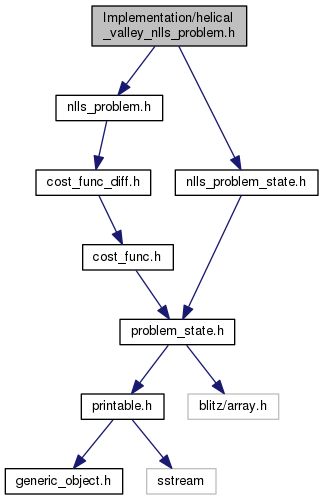 Implementation/helical
_valley_nlls_problem.h
nlls_problem.h
cost_func_diff.h
nlls_problem_state.h
cost_func.h
problem_state.h
printable.h
blitz/array.h
generic_object.h
sstream